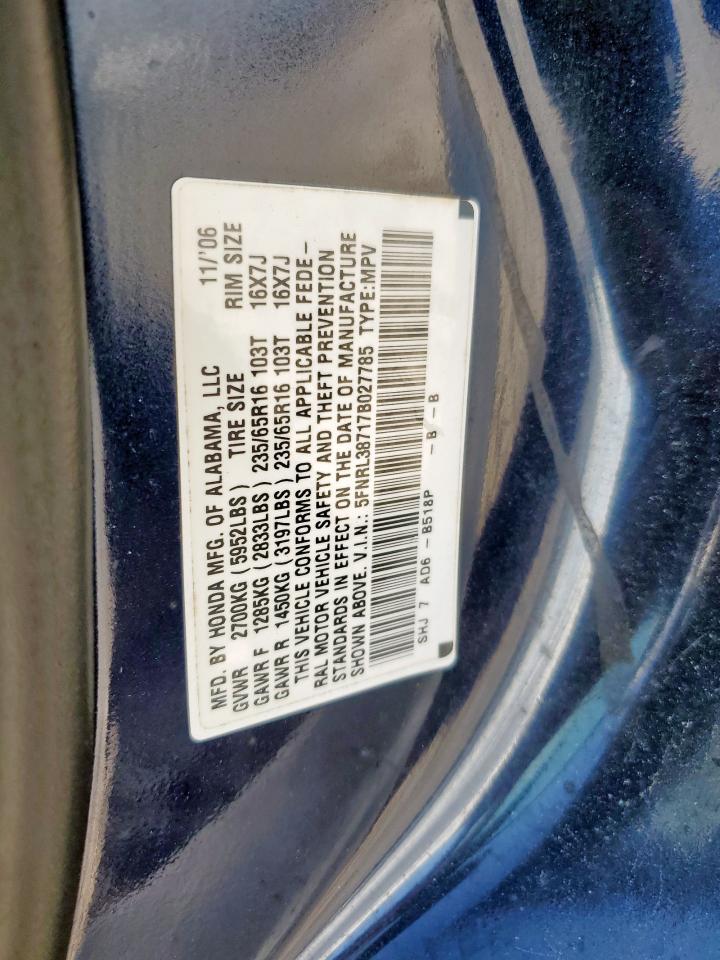 MFD. BY HONDA MFG. OF ALABAMA, LLC 11/'06
GVWR 2700KG(5952LBS) TIRE SIZE RIM SIZE
GAWR F 1285KG(2833LBS) 235/65R16 103T 16X7J
GAWR R 1450KG(3197LBS) 235/65R16 103T 16X7J
THIS VEHICLE CONFORMS TO ALL APPLICABLE FEDE-
RAL MOTOR VEHICLE SAFETY AND THEFT PREVENTION
STANDARDS IN EFFECT ON THE DATE OF MANUFACTURE
SHOWN ABOVE. V.I.N.: 5FNRL38717B027785 TYPE:MPV
SHJ 7 AD6 -B518P -B -B